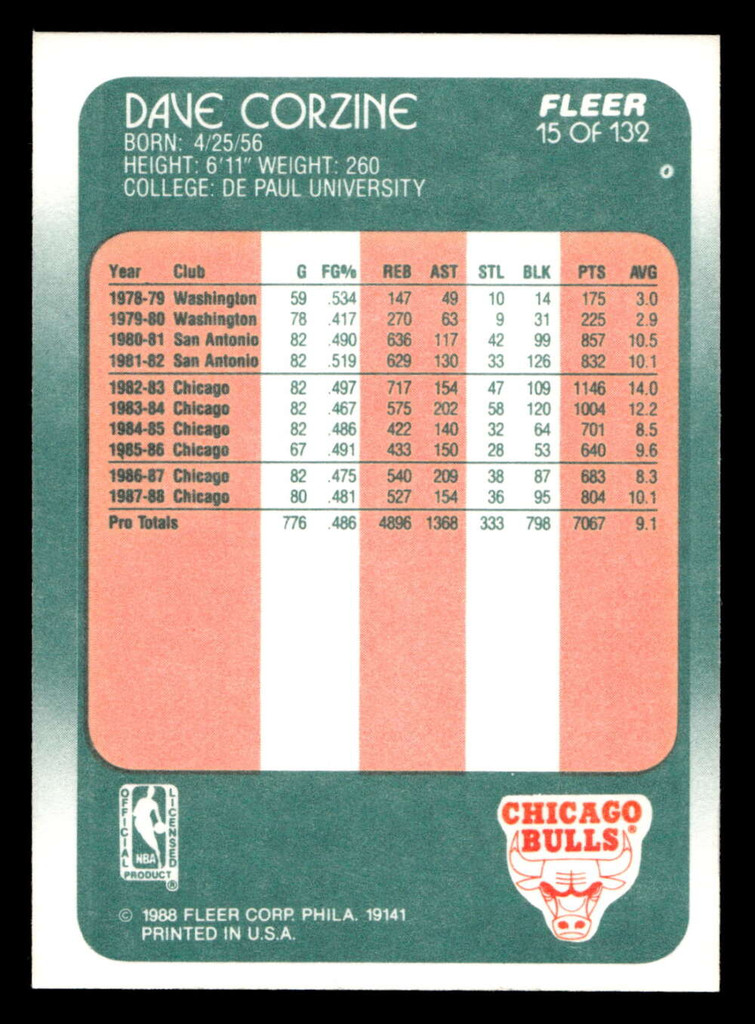 DAVE CORZINE
FLEER
15 OF 132
BORN: 4/25/56
HEIGHT: 6'11" WEIGHT: 260
COLLEGE: DE PAUL UNIVERSITY
Year Club G FG% REB AST STL BLK PTS AVG
1978-79 Washington 59 .534 147 49 10 14 175 3.0
1979-80 Washington 78 .417 270 63 9 31 225 2.9
1980-81 San Antonio 82 .490 636 117 42 99 857 10.5
1981-82 San Antonio 82 .519 629 130 33 126 832 10.1
1982-83 Chicago 82 .497 717 154 47 109 1146 14.0
1983-84 Chicago 82 .467 575 202 58 120 1004 12.2
1984-85 Chicago 82 .486 422 140 32 64 701 8.5
1985-86 Chicago 67 .491 433 150 28 53 640 9.6
1986-87 Chicago 82 .475 540 209 38 87 683 8.3
1987-88 Chicago 80 .481 527 154 36 95 804 10.1
Pro Totals 776 .486 4896 1368 333 798 7067 9.1
OFFICIAL
LICENSED
NBA
PRODUCT
®
CHICAGO
BULLS®
© 1988 FLEER CORP. PHILA. 19141
PRINTED IN U.S.A.